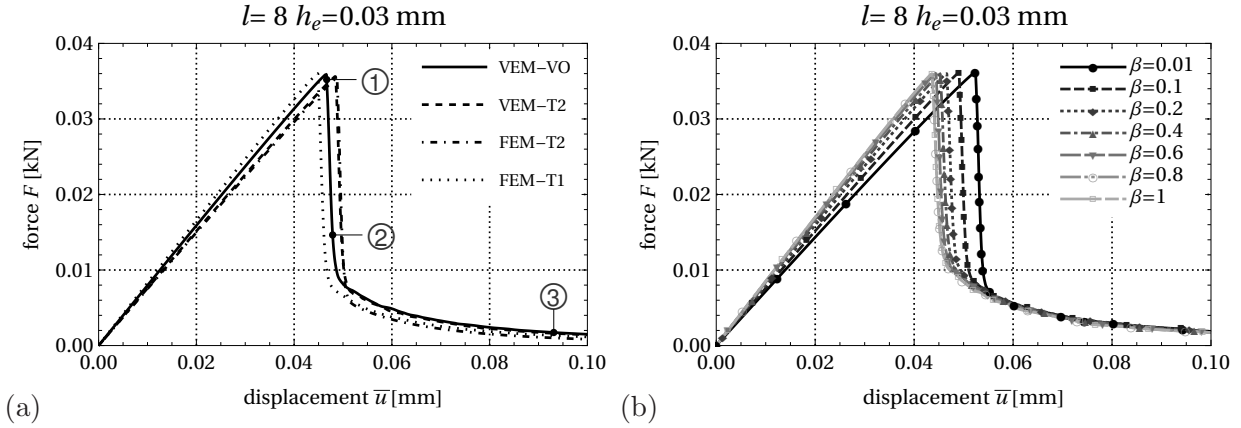 l= 8 h_e=0.03 mm
0.04
0.03
0.02
0.01
0.00
force F [kN]
VEM−VO
VEM−T2
FEM−T2
FEM−T1
①
②
③
0.00 0.02 0.04 0.06 0.08 0.10
displacement u̅ [mm]
(a)
l= 8 h_e=0.03 mm
0.04
0.03
0.02
0.01
0.00
force F [kN]
β=0.01
β=0.1
β=0.2
β=0.4
β=0.6
β=0.8
β=1
0.00 0.02 0.04 0.06 0.08 0.10
displacement u̅ [mm]
(b)